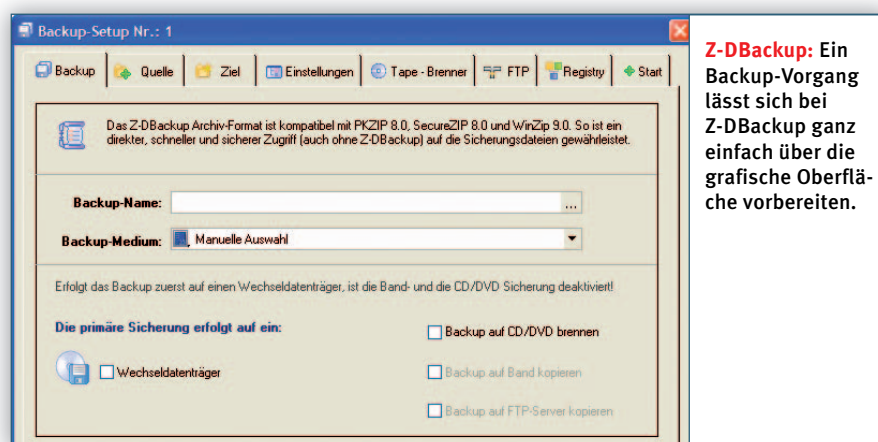 Backup-Setup Nr.: 1
Backup Quelle Ziel Einstellungen Tape - Brenner FTP Registry Start
Das Z-DBackup Archiv-Format ist kompatibel mit PKZIP 8.0, SecureZIP 8.0 und WinZip 9.0. So ist ein
direkter, schneller und sicherer Zugriff (auch ohne Z-DBackup) auf die Sicherungsdateien gewährleistet.
Backup-Name: ...
Backup-Medium: Manuelle Auswahl
Erfolgt das Backup zuerst auf einen Wechseldatenträger, ist die Band- und die CD/DVD Sicherung deaktiviert!
Die primäre Sicherung erfolgt auf ein:
Wechseldatenträger
Backup auf CD/DVD brennen
Backup auf Band kopieren
Backup auf FTP-Server kopieren
Z-DBackup: Ein
Backup-Vorgang
lässt sich bei
Z-DBackup ganz
einfach über die
grafische Oberflä-
che vorbereiten.